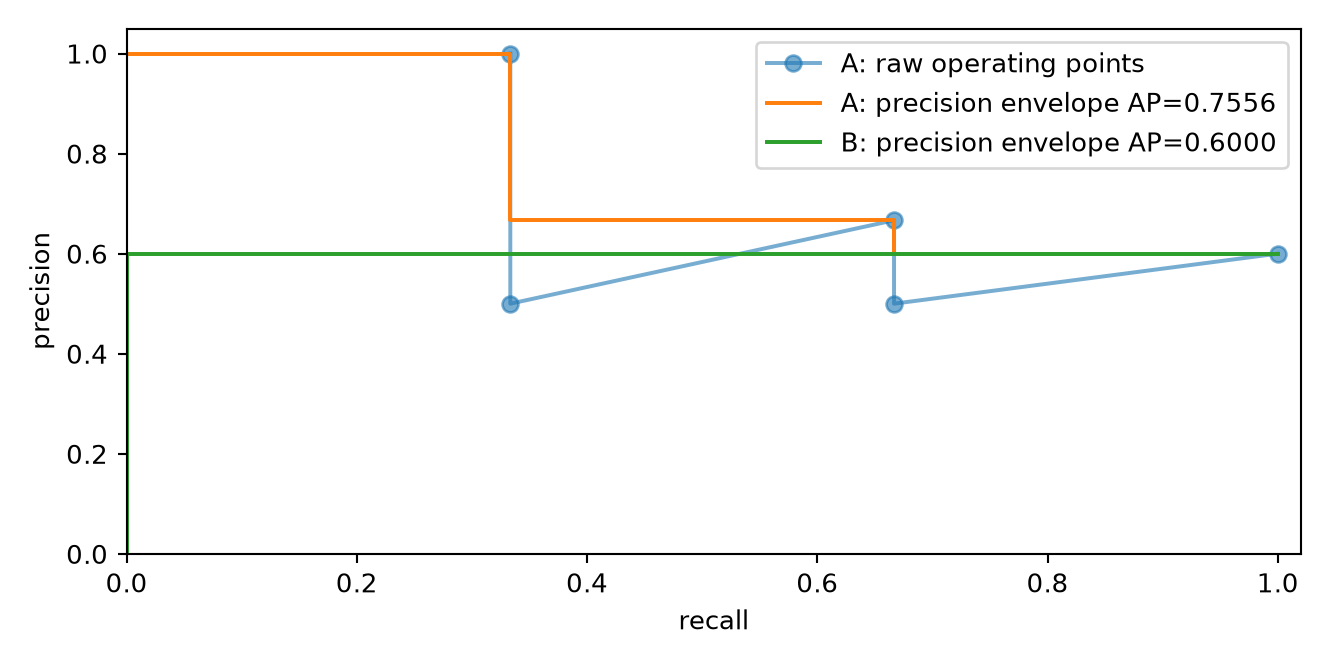 1.0
0.8
0.6
0.4
0.2
0.0
precision
A: raw operating points
A: precision envelope AP=0.7556
B: precision envelope AP=0.6000
0.0 0.2 0.4 0.6 0.8 1.0
recall